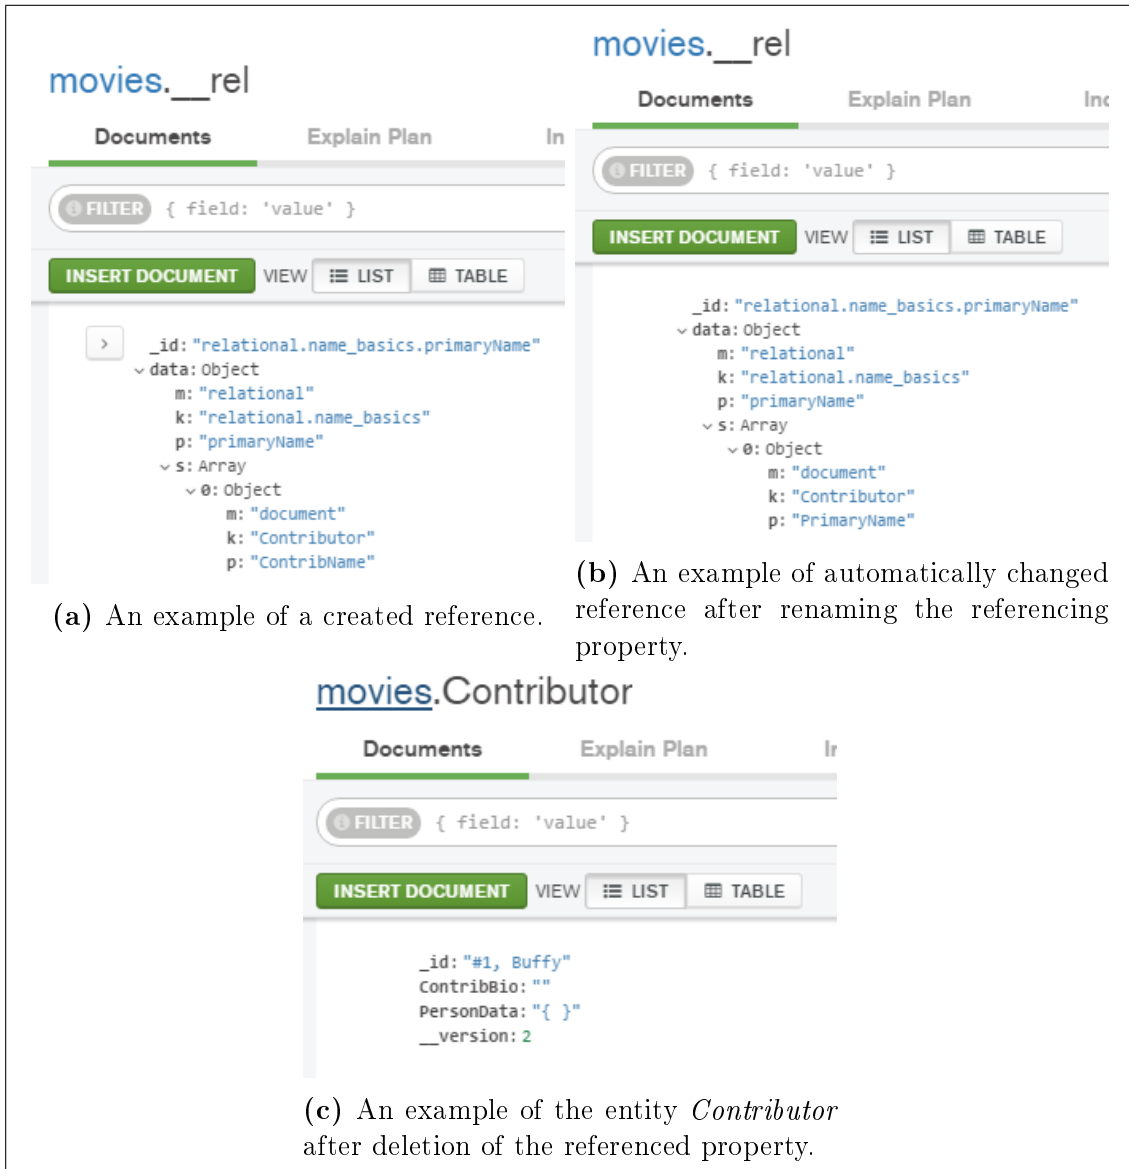 movies.__rel
Documents Explain Plan In
FILTER { field: 'value' }
INSERT DOCUMENT VIEW LIST TABLE
_id: "relational.name_basics.primaryName"
data: Object
m: "relational"
k: "relational.name_basics"
p: "primaryName"
s: Array
0: Object
m: "document"
k: "Contributor"
p: "ContribName"
(a) An example of a created reference.
movies.__rel
Documents Explain Plan Inc
FILTER { field: 'value' }
INSERT DOCUMENT VIEW LIST TABLE
_id: "relational.name_basics.primaryName"
data: Object
m: "relational"
k: "relational.name_basics"
p: "primaryName"
s: Array
0: Object
m: "document"
k: "Contributor"
p: "PrimaryName"
(b) An example of automatically changed
reference after renaming the referencing
property.
movies.Contributor
Documents Explain Plan Ir
FILTER { field: 'value' }
INSERT DOCUMENT VIEW LIST TABLE
_id: "#1, Buffy"
ContribBio: ""
PersonData: "{ }"
__version: 2
(c) An example of the entity Contributor
after deletion of the referenced property.